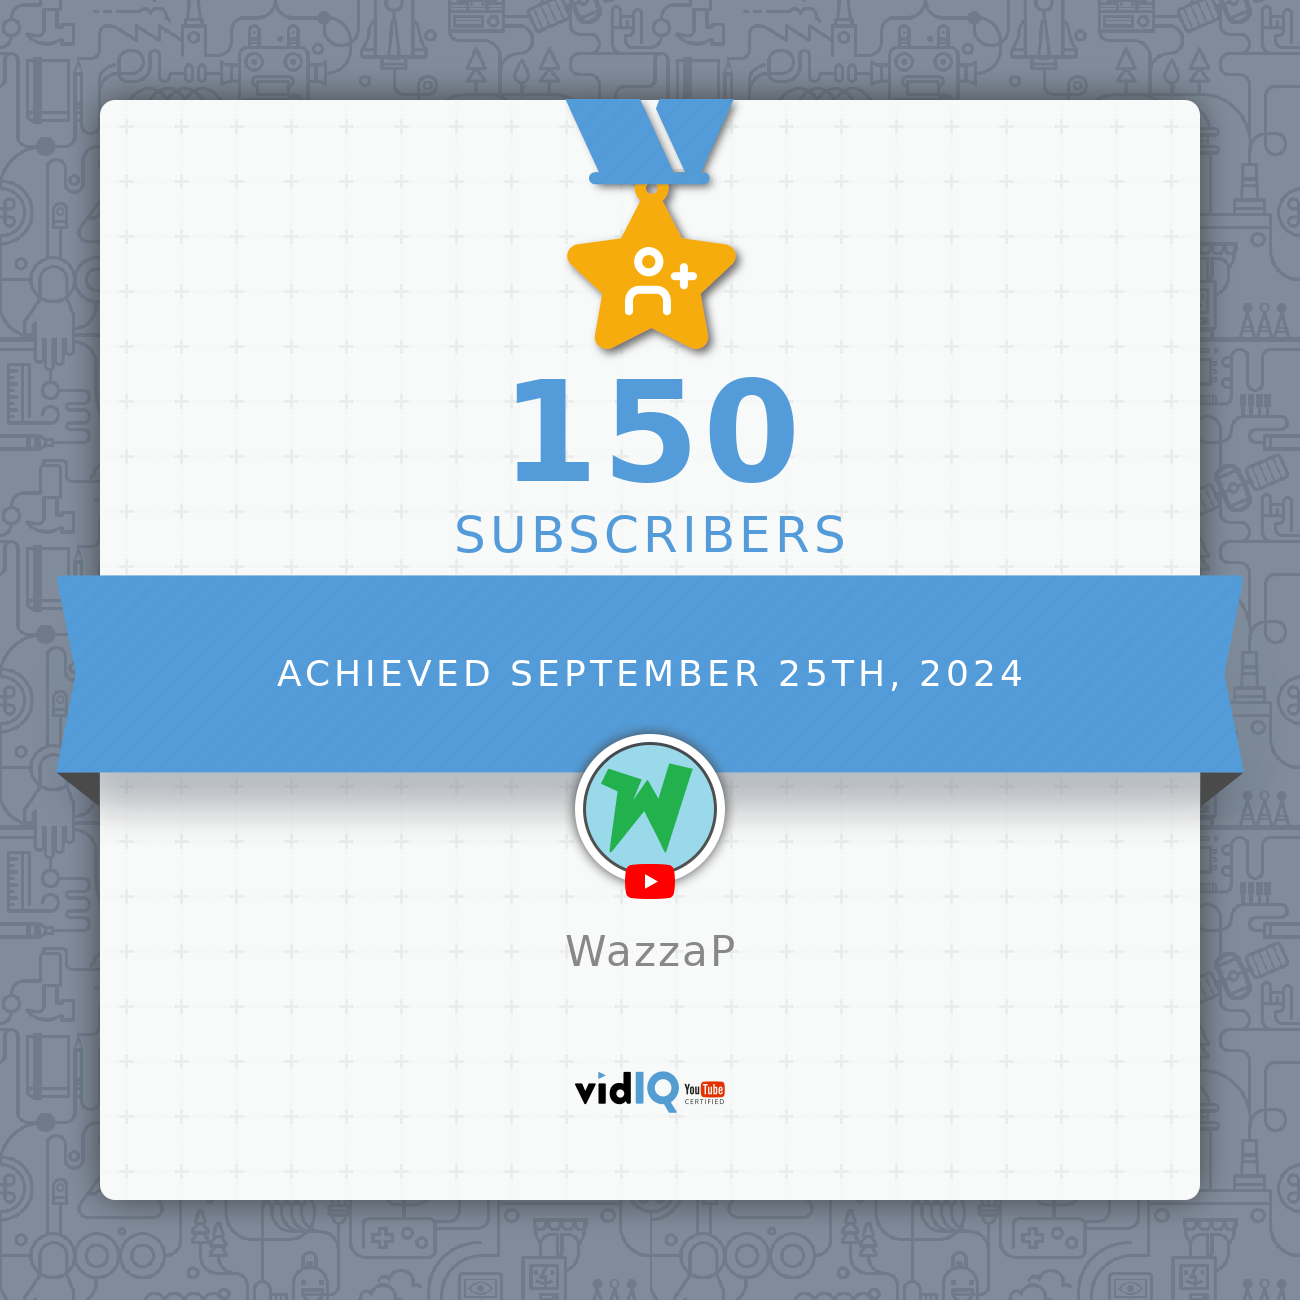 150
SUBSCRIBERS
ACHIEVED SEPTEMBER 25TH, 2024
W
WazzaP
vidIQ YouTube
CERTIFIED